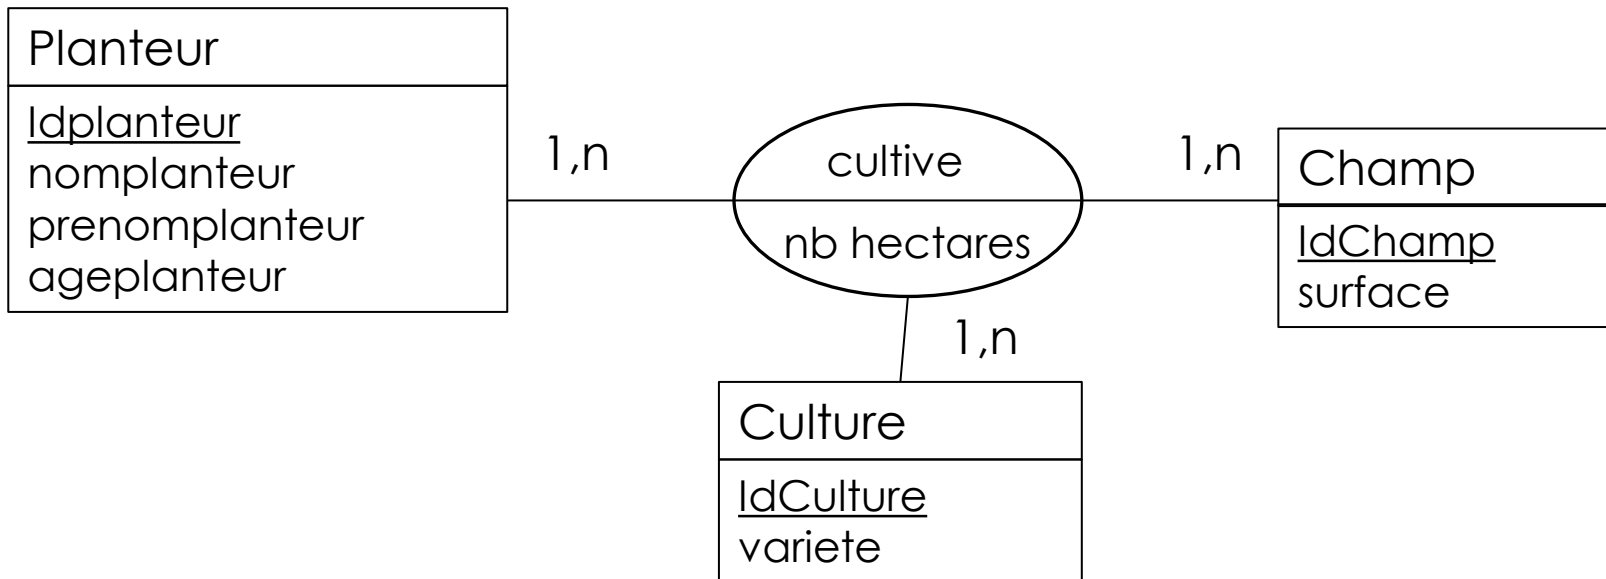 Planteur
Idplanteur
nomplanteur
prenomplanteur
ageplanteur
1,n
cultive
nb hectares
1,n
Champ
IdChamp
surface
1,n
Culture
IdCulture
variete